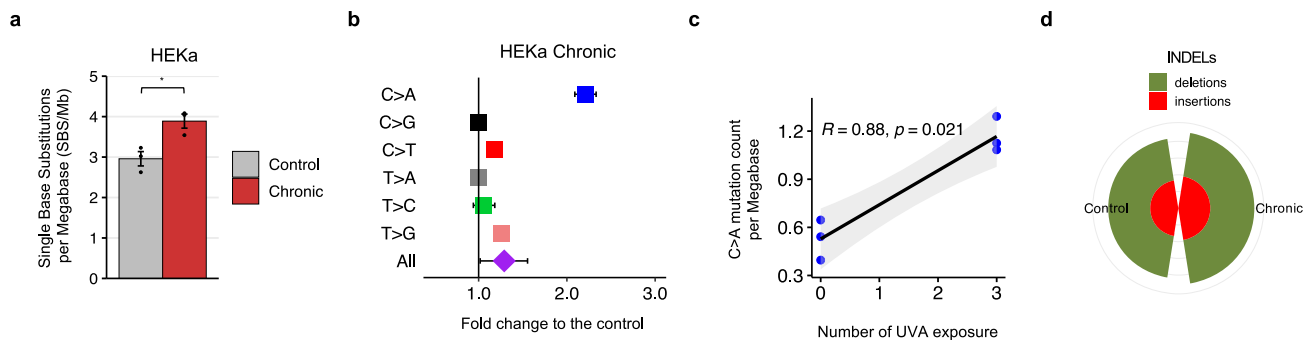 a
HEKa
Single Base Substitutions
per Megabase (SBS/Mb)
5
4
3
2
1
0
*
Control
Chronic
b
HEKa Chronic
C>A
C>G
C>T
T>A
T>C
T>G
All
1.0
2.0
3.0
Fold change to the control
c
C>A mutation count
per Megabase
1.2
0.9
0.6
0.3
R = 0.88, p = 0.021
0
1
2
3
Number of UVA exposure
d
INDELs
deletions
insertions
Control
Chronic